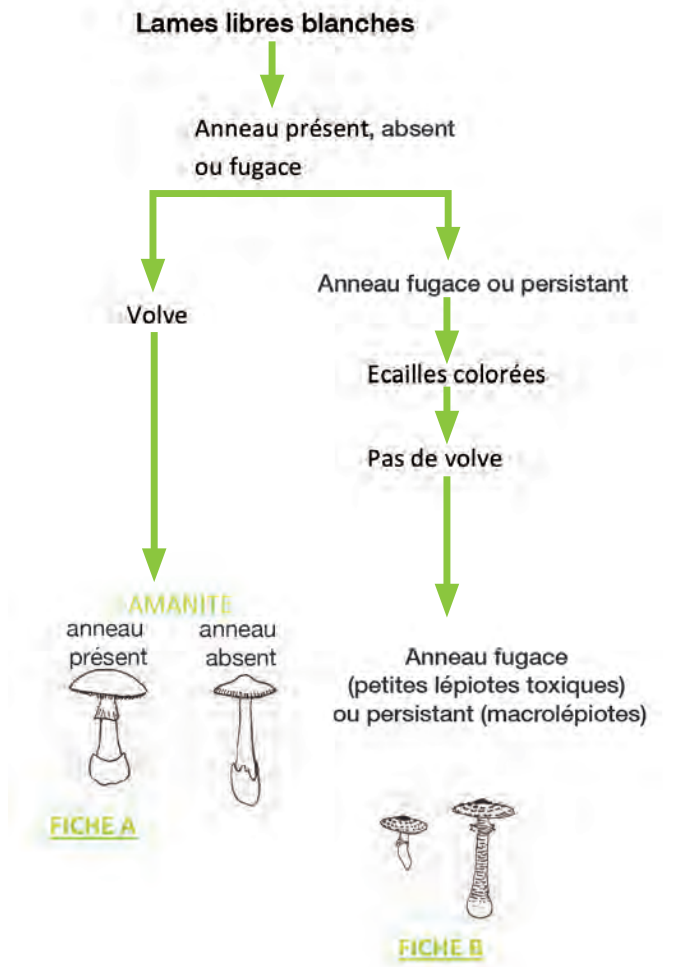 Lames libres blanches
Anneau présent, absent
ou fugace
Volve
Anneau fugace ou persistant
Ecailles colorées
Pas de volve
AMANITE
anneau
présent
anneau
absent
FICHE A
Anneau fugace
(petites lépiotes toxiques)
ou persistant (macrolépiotes)
FICHE B